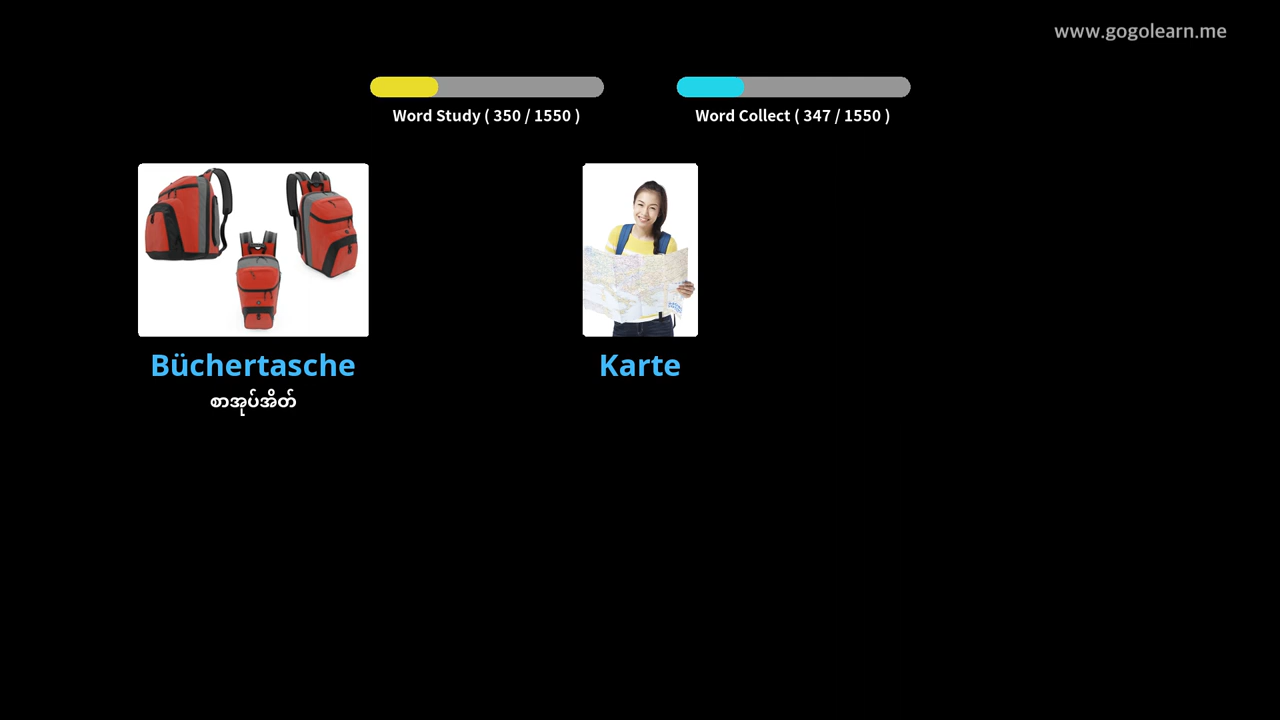 www.gogolearn.me
Word Study ( 350 / 1550 )
Word Collect ( 347 / 1550 )
Büchertasche
စာအုပ်အိတ်
Karte